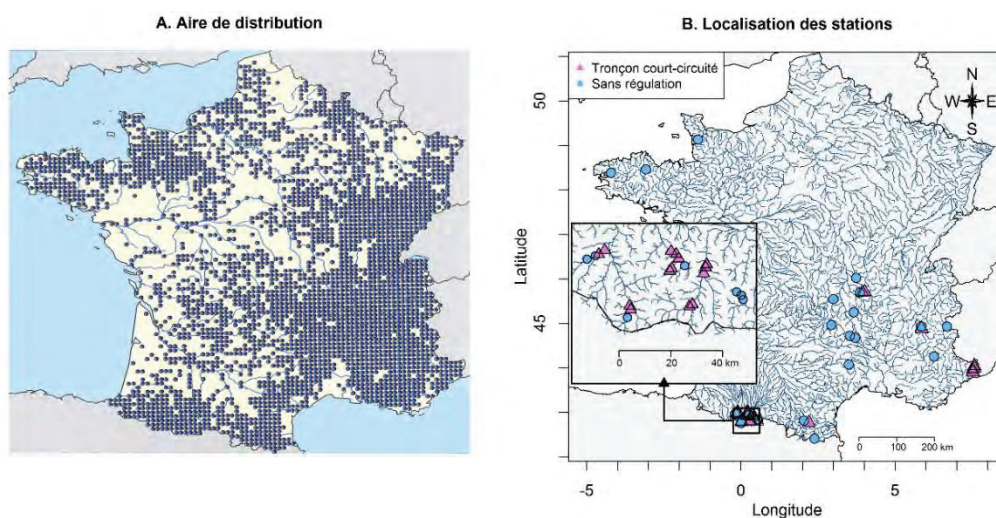 A. Aire de distribution
B. Localisation des stations
Tronçon court-circuité
Sans régulation
N
W E
S
50
45
Latitude
0 20 40 km
0 100 200 km
-5 0 5
Longitude